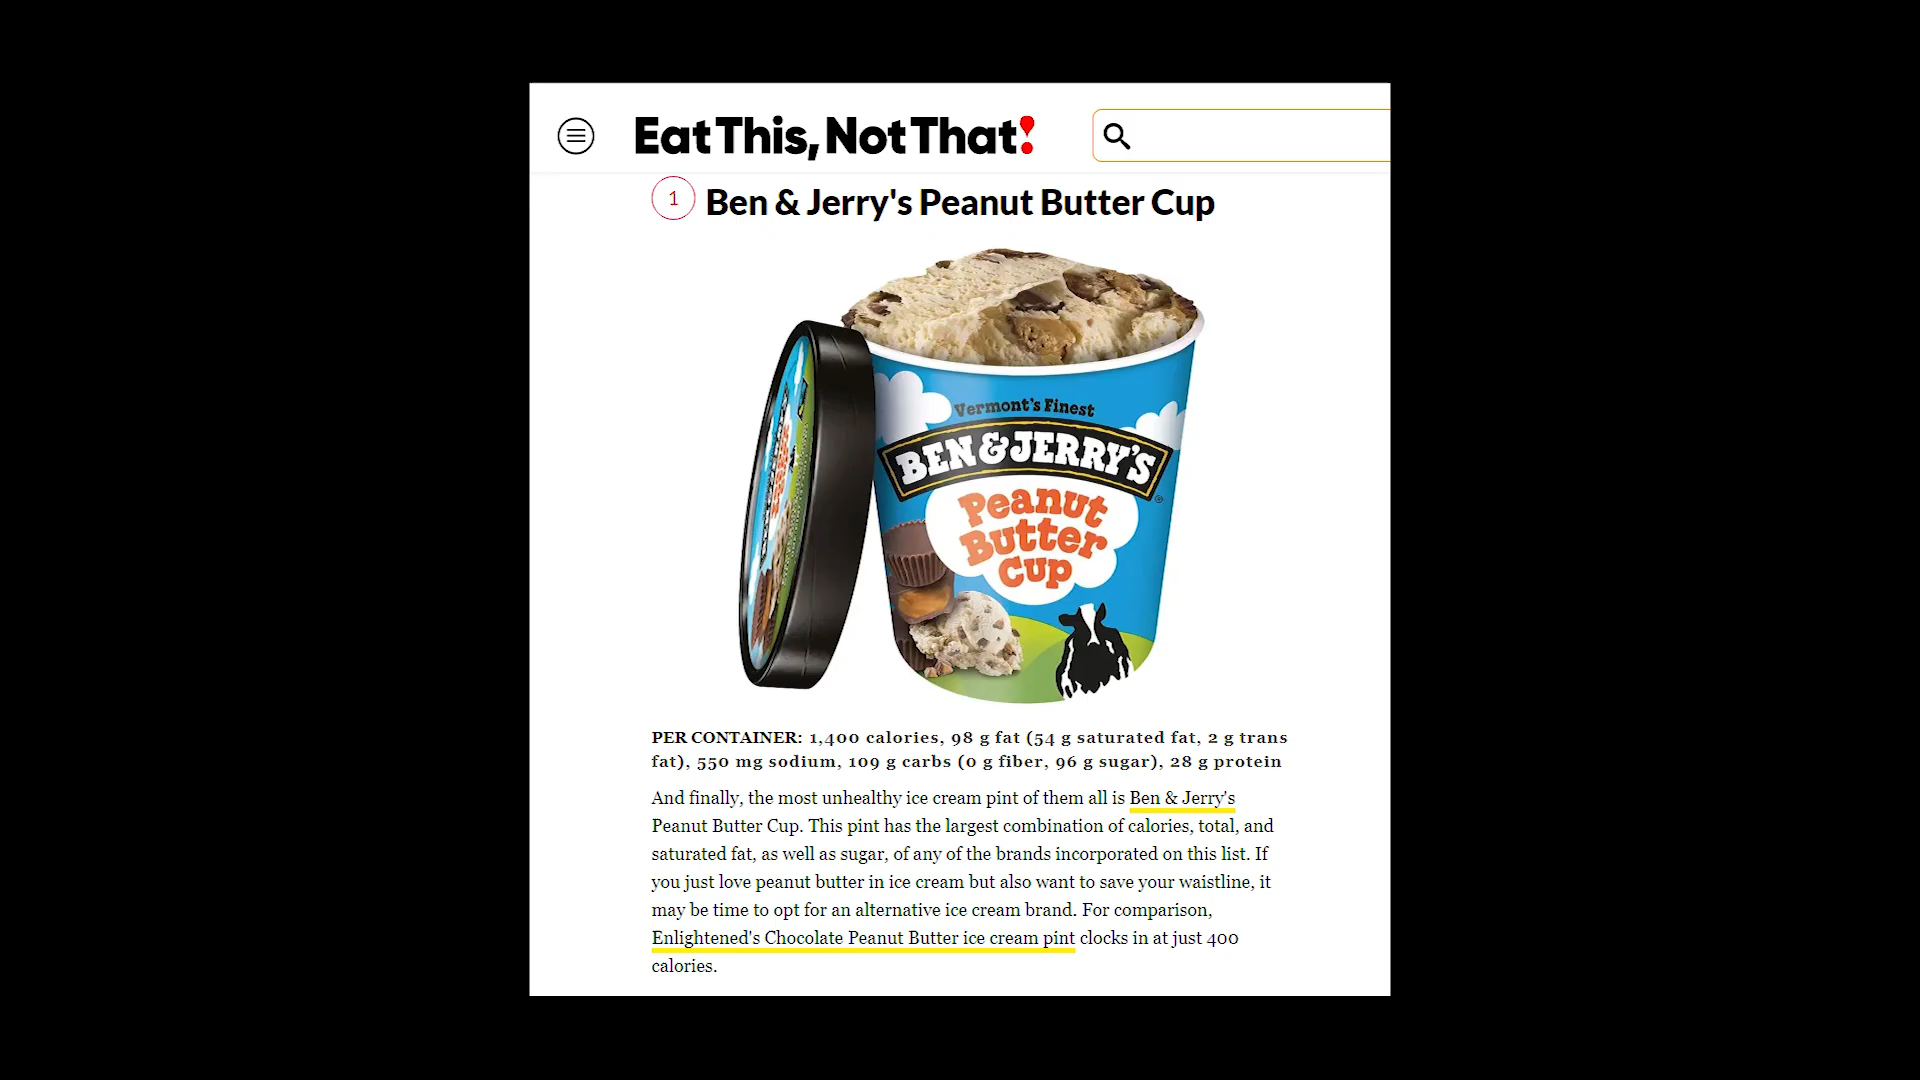 Eat This, Not That!
1 Ben & Jerry's Peanut Butter Cup
Vermont's Finest
BEN & JERRY'S
Peanut
Butter
Cup
PER CONTAINER: 1,400 calories, 98 g fat (54 g saturated fat, 2 g trans
fat), 550 mg sodium, 109 g carbs (0 g fiber, 96 g sugar), 28 g protein
And finally, the most unhealthy ice cream pint of them all is Ben & Jerry's
Peanut Butter Cup. This pint has the largest combination of calories, total, and
saturated fat, as well as sugar, of any of the brands incorporated on this list. If
you just love peanut butter in ice cream but also want to save your waistline, it
may be time to opt for an alternative ice cream brand. For comparison,
Enlightened's Chocolate Peanut Butter ice cream pint clocks in at just 400
calories.